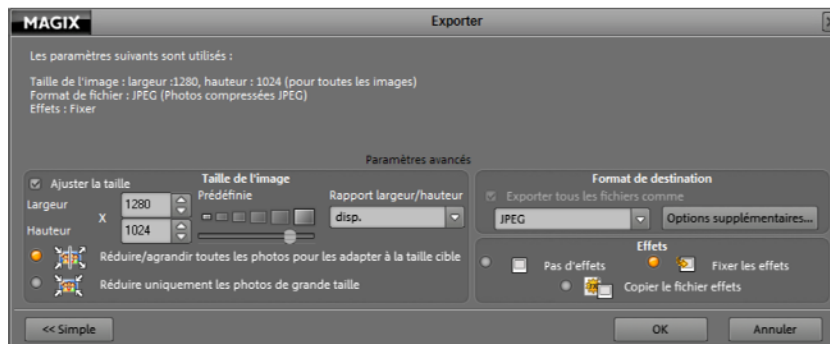 MAGIX
Exporter
Les paramètres suivants sont utilisés :
Taille de l'image : largeur :1280, hauteur : 1024 (pour toutes les images)
Format de fichier : JPEG (Photos compressées JPEG)
Effets : Fixer
Paramètres avancés
Ajuster la taille
Taille de l'image
Largeur
1280
X
Hauteur
1024
Prédéfinie
Rapport largeur/hauteur
disp.
Réduire/agrandir toutes les photos pour les adapter à la taille cible
Réduire uniquement les photos de grande taille
Format de destination
Exporter tous les fichiers comme
JPEG
Options supplémentaires...
Effets
Pas d'effets
Fixer les effets
Copier le fichier effets
<< Simple
OK
Annuler